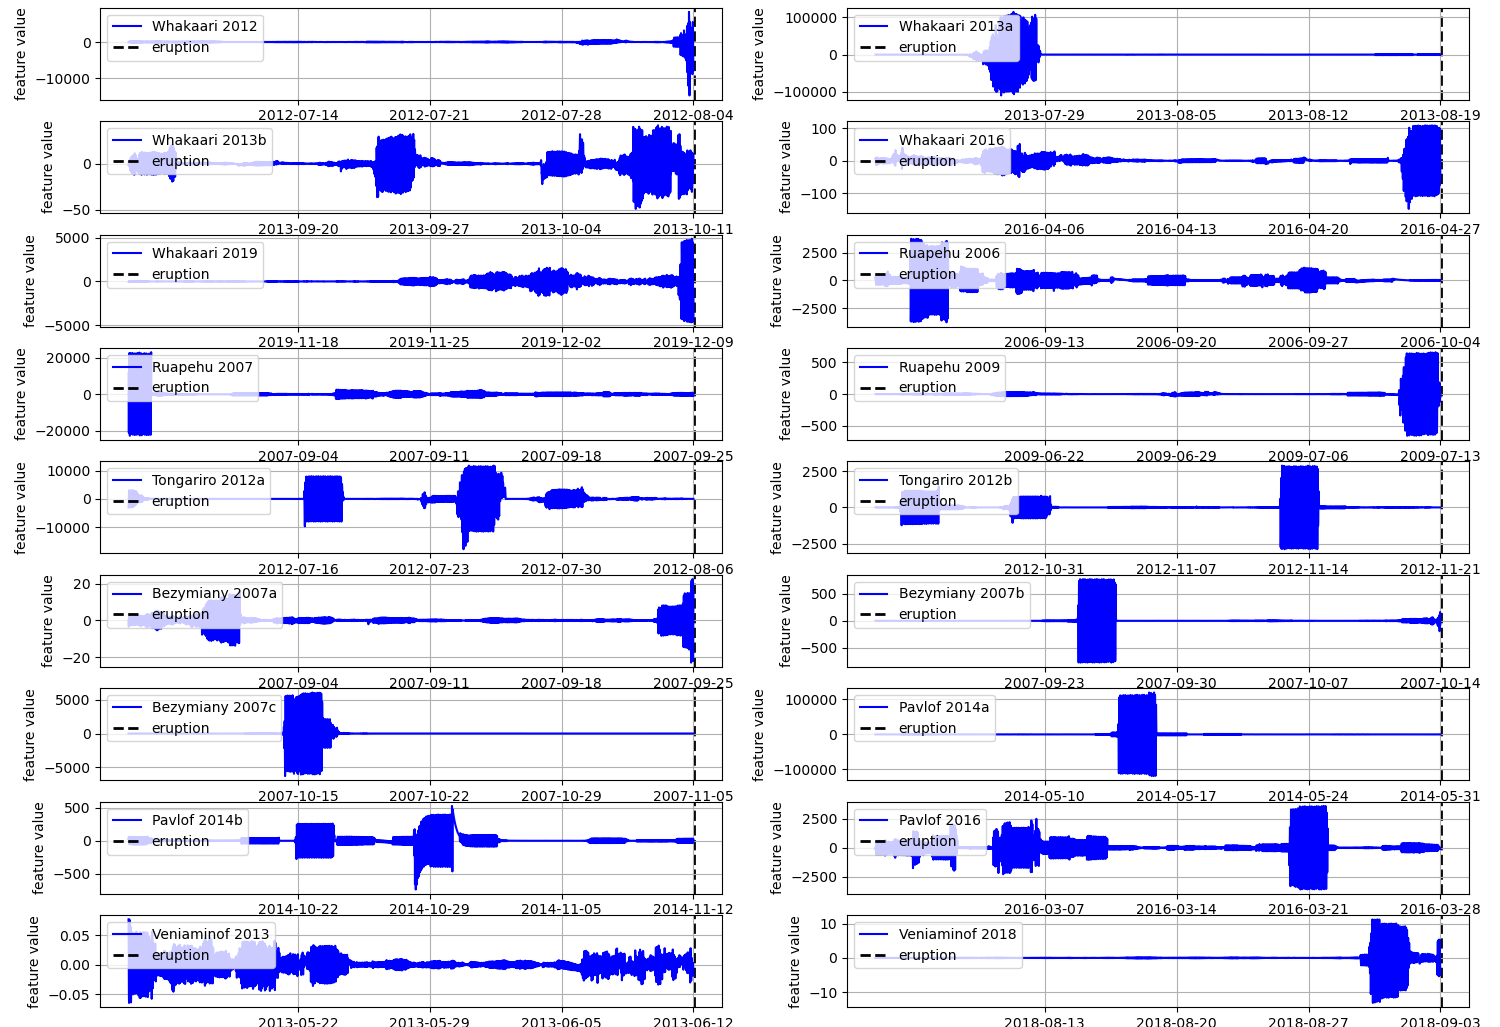 feature value
10000
0
−10000
Whakaari 2012
eruption
2012-07-14 2012-07-21 2012-07-28 2012-08-04
feature value
100000
0
−100000
Whakaari 2013a
eruption
2013-07-29 2013-08-05 2013-08-12 2013-08-19
feature value
0
−50
Whakaari 2013b
eruption
2013-09-20 2013-09-27 2013-10-04 2013-10-11
feature value
100
0
−100
Whakaari 2016
eruption
2016-04-06 2016-04-13 2016-04-20 2016-04-27
feature value
5000
0
−5000
Whakaari 2019
eruption
2019-11-18 2019-11-25 2019-12-02 2019-12-09
feature value
2500
0
−2500
Ruapehu 2006
eruption
2006-09-13 2006-09-20 2006-09-27 2006-10-04
feature value
20000
0
−20000
Ruapehu 2007
eruption
2007-09-04 2007-09-11 2007-09-18 2007-09-25
feature value
500
0
−500
Ruapehu 2009
eruption
2009-06-22 2009-06-29 2009-07-06 2009-07-13
feature value
10000
0
−10000
Tongariro 2012a
eruption
2012-07-16 2012-07-23 2012-07-30 2012-08-06
feature value
2500
0
−2500
Tongariro 2012b
eruption
2012-10-31 2012-11-07 2012-11-14 2012-11-21
feature value
20
0
−20
Bezymiany 2007a
eruption
2007-09-04 2007-09-11 2007-09-18 2007-09-25
feature value
500
0
−500
Bezymiany 2007b
eruption
2007-09-23 2007-09-30 2007-10-07 2007-10-14
feature value
5000
0
−5000
Bezymiany 2007c
eruption
2007-10-15 2007-10-22 2007-10-29 2007-11-05
feature value
100000
0
−100000
Pavlof 2014a
eruption
2014-05-10 2014-05-17 2014-05-24 2014-05-31
feature value
500
0
−500
Pavlof 2014b
eruption
2014-10-22 2014-10-29 2014-11-05 2014-11-12
feature value
2500
0
−2500
Pavlof 2016
eruption
2016-03-07 2016-03-14 2016-03-21 2016-03-28
feature value
0.05
0.00
−0.05
Veniaminof 2013
eruption
2013-05-22 2013-05-29 2013-06-05 2013-06-12
feature value
10
0
−10
Veniaminof 2018
eruption
2018-08-13 2018-08-20 2018-08-27 2018-09-03